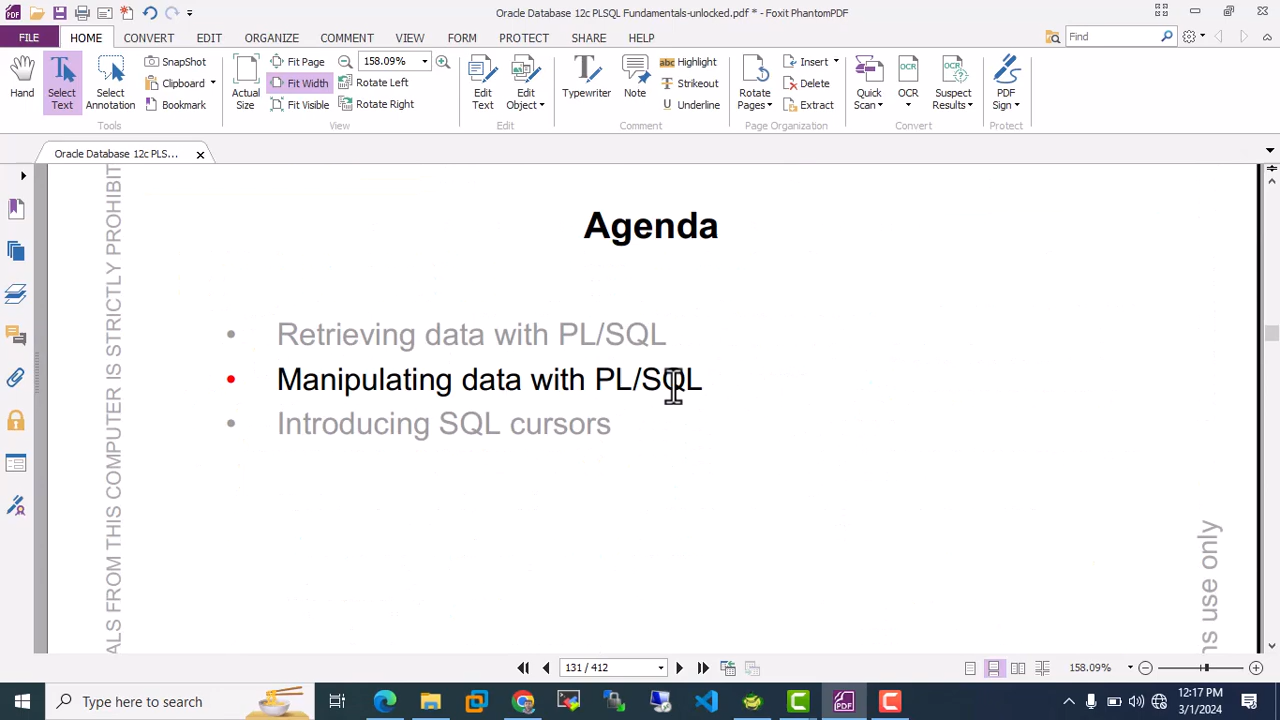 Oracle Database 12c PLSQL Fundamentals-unlocked.pdf * - Foxit PhantomPDF
FILE HOME CONVERT EDIT ORGANIZE COMMENT VIEW FORM PROTECT SHARE HELP Find
Hand
Select Text
Select Annotation
SnapShot
Clipboard
Bookmark
Tools
Actual Size
Fit Page
Fit Width
Fit Visible
158.09%
Rotate Left
Rotate Right
View
Edit Text
Edit Object
Edit
Typewriter
Note
Highlight
Strikeout
Underline
Comment
Rotate Pages
Insert
Delete
Extract
Page Organization
Quick Scan
OCR
Suspect Results
Convert
PDF Sign
Protect
Oracle Database 12c PLS...
Agenda
• Retrieving data with PL/SQL
• Manipulating data with PL/SQL
• Introducing SQL cursors
ALS FROM THIS COMPUTER IS STRICTLY PROHIBIT
ns use only
131 / 412
158.09%
Type here to search
12:17 PM
3/1/2024